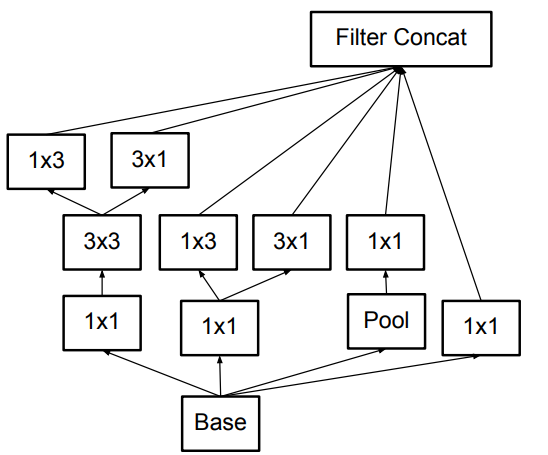 Filter Concat
1x3
3x1
3x3
1x3
3x1
1x1
1x1
1x1
Pool
1x1
Base